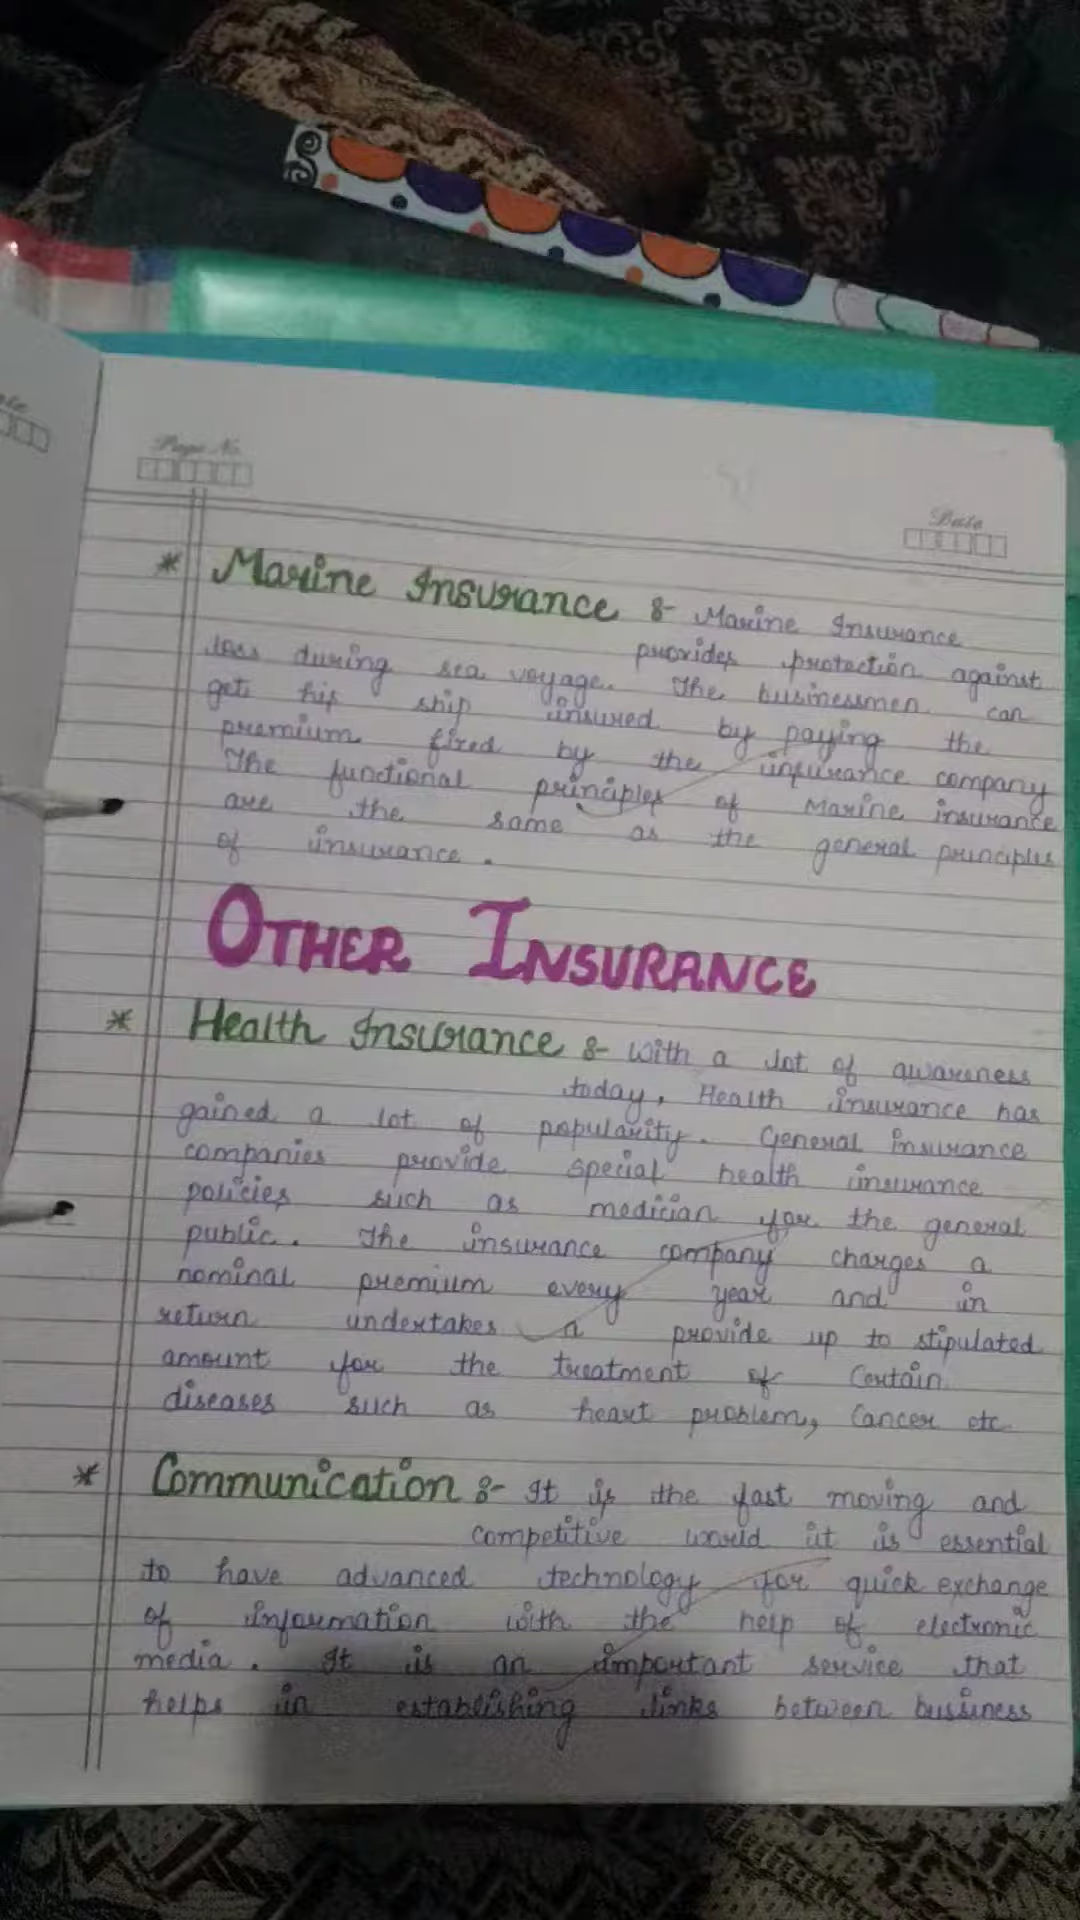 Page No.
Date
* Marine Insurance :- Marine Insurance
provides protection against
loss during sea voyage. The businessmen can
get his ship insured by paying the
premium fixed by the insurance company
The functional principles of Marine insurance
are the same as the general principles
of insurance.
OTHER INSURANCE
* Health Insurance :- With a lot of awareness
today, Health insurance has
gained a lot of popularity. General insurance
companies provide special health insurance
policies such as medician for the general
public. The insurance company charges a
nominal premium every year and in
return undertakes a provide up to stipulated
amount for the treatment of Certain
diseases such as heart problem, Cancer etc.
* Communication :- It is the fast moving and
competitive world it is essential
to have advanced technology for quick exchange
of information with the help of electronic
media. It is an important service that
helps in establishing links between bussiness